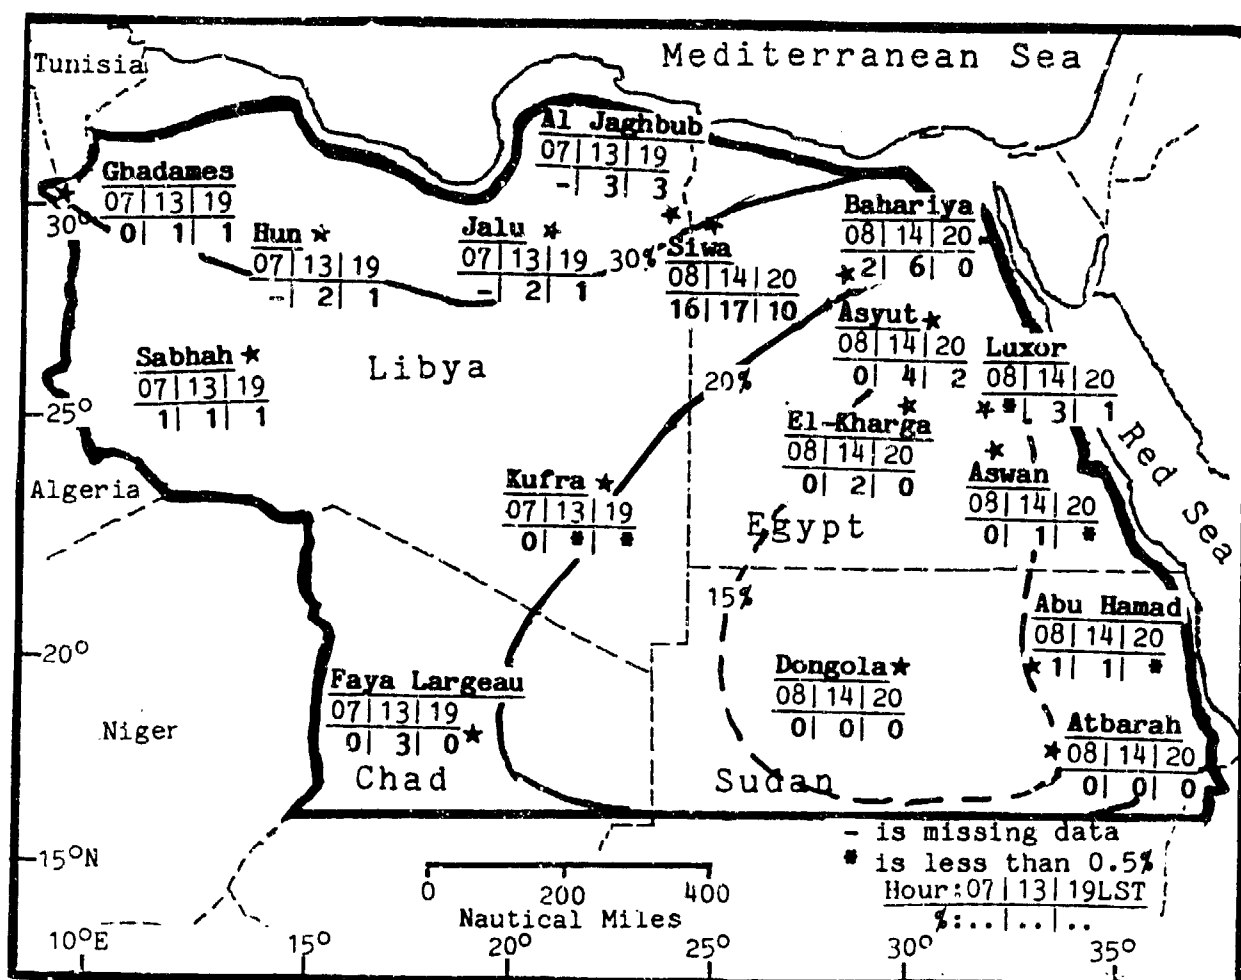 Mediterranean Sea
Tunisia
Al Jaghbub
07|13|19
-| 3| 3
Ghadames
07|13|19
0| 1| 1
30°
Hun ★
07|13|19
-| 2| 1
Jalu ★
07|13|19
-| 2| 1
30%
Siwa
08|14|20
16|17|10
Bahariya
08|14|20
★2| 6| 0
Asyut★
08|14|20
0| 4| 2
Luxor
08|14|20
★*| 3| 1
Sabhah ★
07|13|19
1| 1| 1
Libya
20%
25°
El-Kharga
08|14|20
0| 2| 0
Aswan
08|14|20
0| 1| *
Red Sea
Algeria
Kufra ★
07|13|19
0| *| *
Egypt
15%
Abu Hamad
08|14|20
★1| 1| *
20°
Faya Largeau
07|13|19
0| 3| 0★
Dongola★
08|14|20
0| 0| 0
Atbarah
★08|14|20
0| 0| 0
Niger
Chad
Sudan
- is missing data
* is less than 0.5%
Hour:07|13|19LST
%:..|..|..
15°N
0 200 400
Nautical Miles
10°E 15° 20° 25° 30° 35°